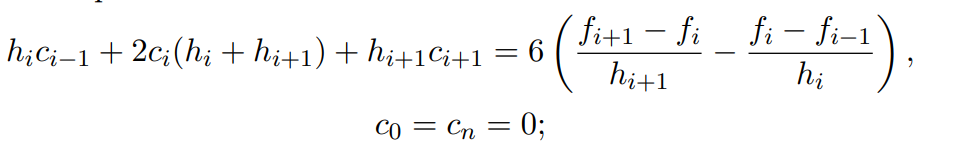 h_i c_{i−1} + 2c_i(h_i + h_{i+1}) + h_{i+1}c_{i+1} = 6 \left( \frac{f_{i+1} − f_i}{h_{i+1}} − \frac{f_i − f_{i−1}}{h_i} \right),
c_0 = c_n = 0;